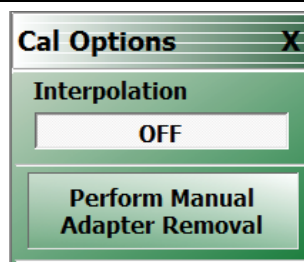 Cal Options X
Interpolation
OFF
Perform Manual
Adapter Removal